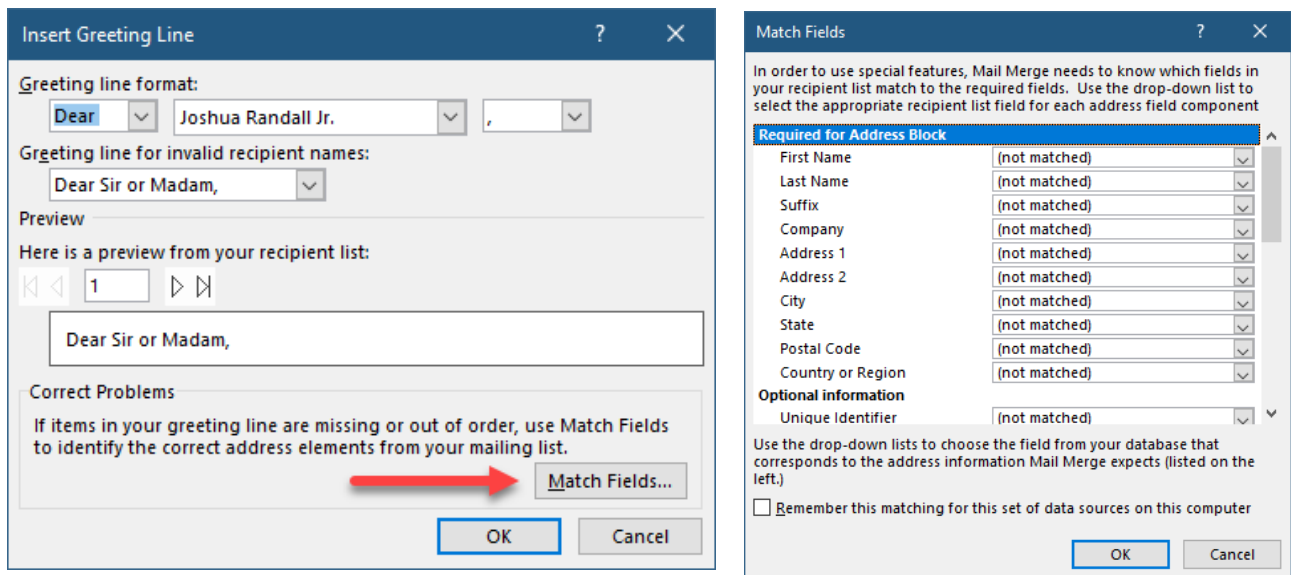 Insert Greeting Line
Greeting line format:
Dear Joshua Randall Jr. ,
Greeting line for invalid recipient names:
Dear Sir or Madam,
Preview
Here is a preview from your recipient list:
1
Dear Sir or Madam,
Correct Problems
If items in your greeting line are missing or out of order, use Match Fields
to identify the correct address elements from your mailing list.
Match Fields...
OK Cancel
Match Fields
In order to use special features, Mail Merge needs to know which fields in
your recipient list match to the required fields. Use the drop-down list to
select the appropriate recipient list field for each address field component
Required for Address Block
First Name (not matched)
Last Name (not matched)
Suffix (not matched)
Company (not matched)
Address 1 (not matched)
Address 2 (not matched)
City (not matched)
State (not matched)
Postal Code (not matched)
Country or Region (not matched)
Optional information
Unique Identifier (not matched)
Use the drop-down lists to choose the field from your database that
corresponds to the address information Mail Merge expects (listed on the
left.)
Remember this matching for this set of data sources on this computer
OK Cancel